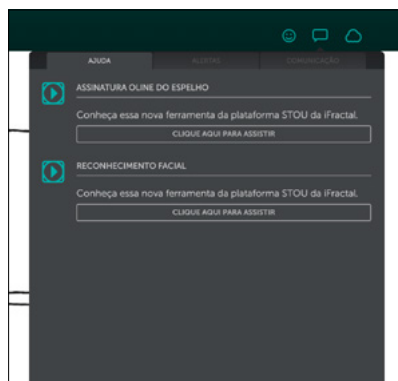 AJUDA
ALERTAS
COMUNICAÇÃO
ASSINATURA OLINE DO ESPELHO
Conheça essa nova ferramenta da plataforma STOU da iFractal.
CLIQUE AQUI PARA ASSISTIR
RECONHECIMENTO FACIAL
Conheça essa nova ferramenta da plataforma STOU da iFractal.
CLIQUE AQUI PARA ASSISTIR